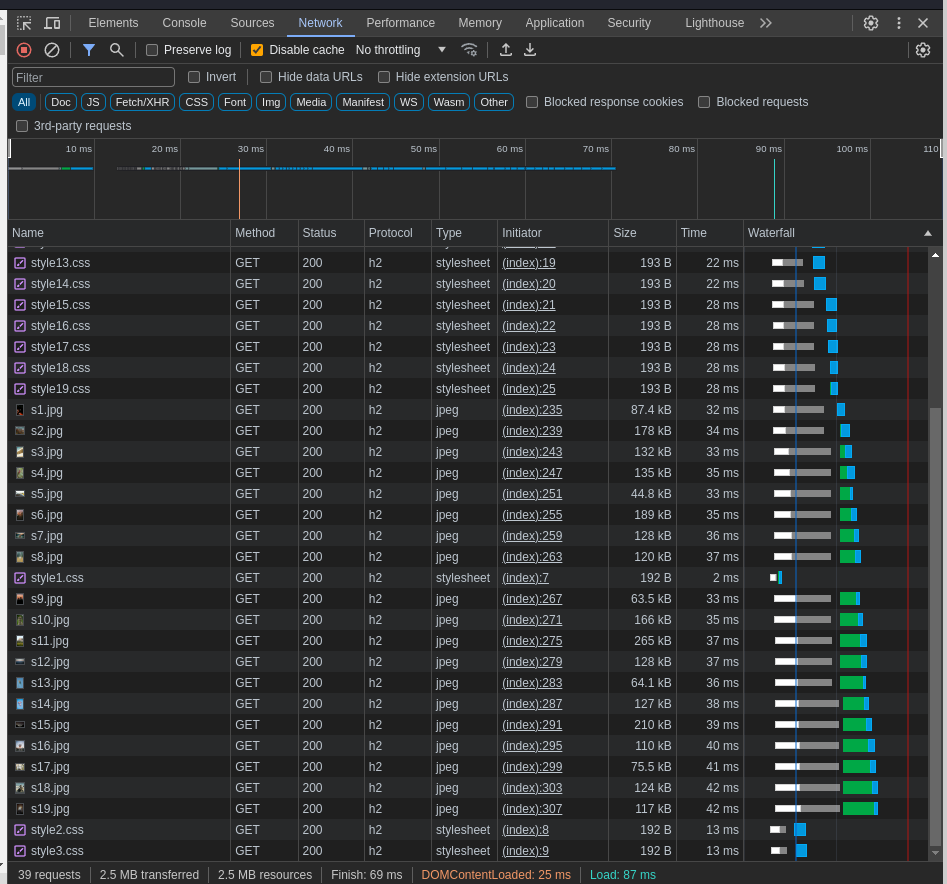 Elements Console Sources Network Performance Memory Application Security Lighthouse
Preserve log Disable cache No throttling
Filter Invert Hide data URLs Hide extension URLs
All Doc JS Fetch/XHR CSS Font Img Media Manifest WS Wasm Other Blocked response cookies Blocked requests
3rd-party requests
10 ms 20 ms 30 ms 40 ms 50 ms 60 ms 70 ms 80 ms 90 ms 100 ms 110
Name Method Status Protocol Type Initiator Size Time Waterfall
style13.css GET 200 h2 stylesheet (index):19 193 B 22 ms
style14.css GET 200 h2 stylesheet (index):20 193 B 22 ms
style15.css GET 200 h2 stylesheet (index):21 193 B 28 ms
style16.css GET 200 h2 stylesheet (index):22 193 B 28 ms
style17.css GET 200 h2 stylesheet (index):23 193 B 28 ms
style18.css GET 200 h2 stylesheet (index):24 193 B 28 ms
style19.css GET 200 h2 stylesheet (index):25 193 B 28 ms
s1.jpg GET 200 h2 jpeg (index):235 87.4 kB 32 ms
s2.jpg GET 200 h2 jpeg (index):239 178 kB 34 ms
s3.jpg GET 200 h2 jpeg (index):243 132 kB 33 ms
s4.jpg GET 200 h2 jpeg (index):247 135 kB 35 ms
s5.jpg GET 200 h2 jpeg (index):251 44.8 kB 33 ms
s6.jpg GET 200 h2 jpeg (index):255 189 kB 35 ms
s7.jpg GET 200 h2 jpeg (index):259 128 kB 36 ms
s8.jpg GET 200 h2 jpeg (index):263 120 kB 37 ms
style1.css GET 200 h2 stylesheet (index):7 192 B 2 ms
s9.jpg GET 200 h2 jpeg (index):267 63.5 kB 33 ms
s10.jpg GET 200 h2 jpeg (index):271 166 kB 35 ms
s11.jpg GET 200 h2 jpeg (index):275 265 kB 37 ms
s12.jpg GET 200 h2 jpeg (index):279 128 kB 37 ms
s13.jpg GET 200 h2 jpeg (index):283 64.1 kB 36 ms
s14.jpg GET 200 h2 jpeg (index):287 127 kB 38 ms
s15.jpg GET 200 h2 jpeg (index):291 210 kB 39 ms
s16.jpg GET 200 h2 jpeg (index):295 110 kB 40 ms
s17.jpg GET 200 h2 jpeg (index):299 75.5 kB 41 ms
s18.jpg GET 200 h2 jpeg (index):303 124 kB 42 ms
s19.jpg GET 200 h2 jpeg (index):307 117 kB 42 ms
style2.css GET 200 h2 stylesheet (index):8 192 B 13 ms
style3.css GET 200 h2 stylesheet (index):9 192 B 13 ms
39 requests 2.5 MB transferred 2.5 MB resources Finish: 69 ms DOMContentLoaded: 25 ms Load: 87 ms